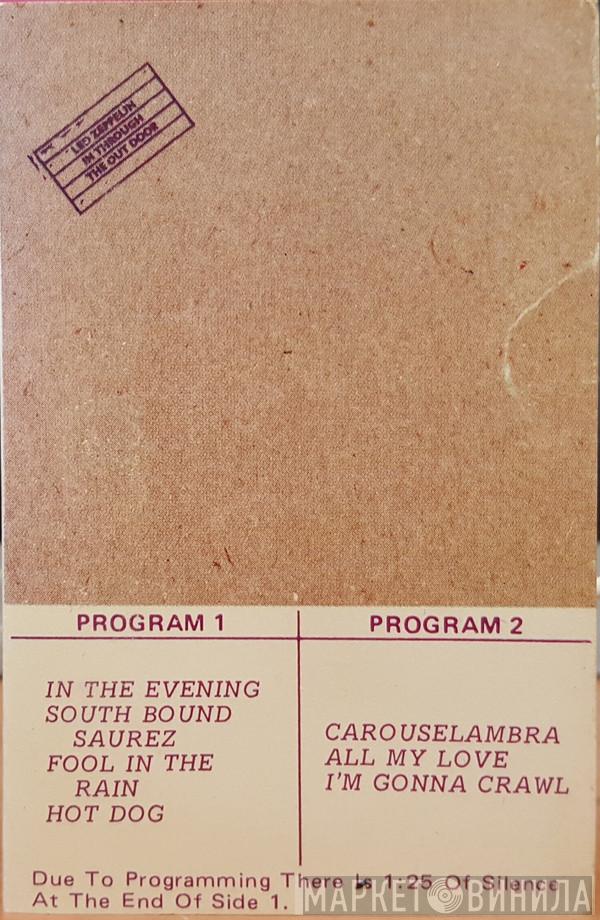 LED ZEPPELIN
IN THROUGH
THE OUT DOOR
PROGRAM 1
IN THE EVENING
SOUTH BOUND
SAUREZ
FOOL IN THE
RAIN
HOT DOG
PROGRAM 2
CAROUSELAMBRA
ALL MY LOVE
I'M GONNA CRAWL
Due To Programming There Is 1:25 Of Silence
At The End Of Side 1.
МАРКЕТ ВИНИЛА